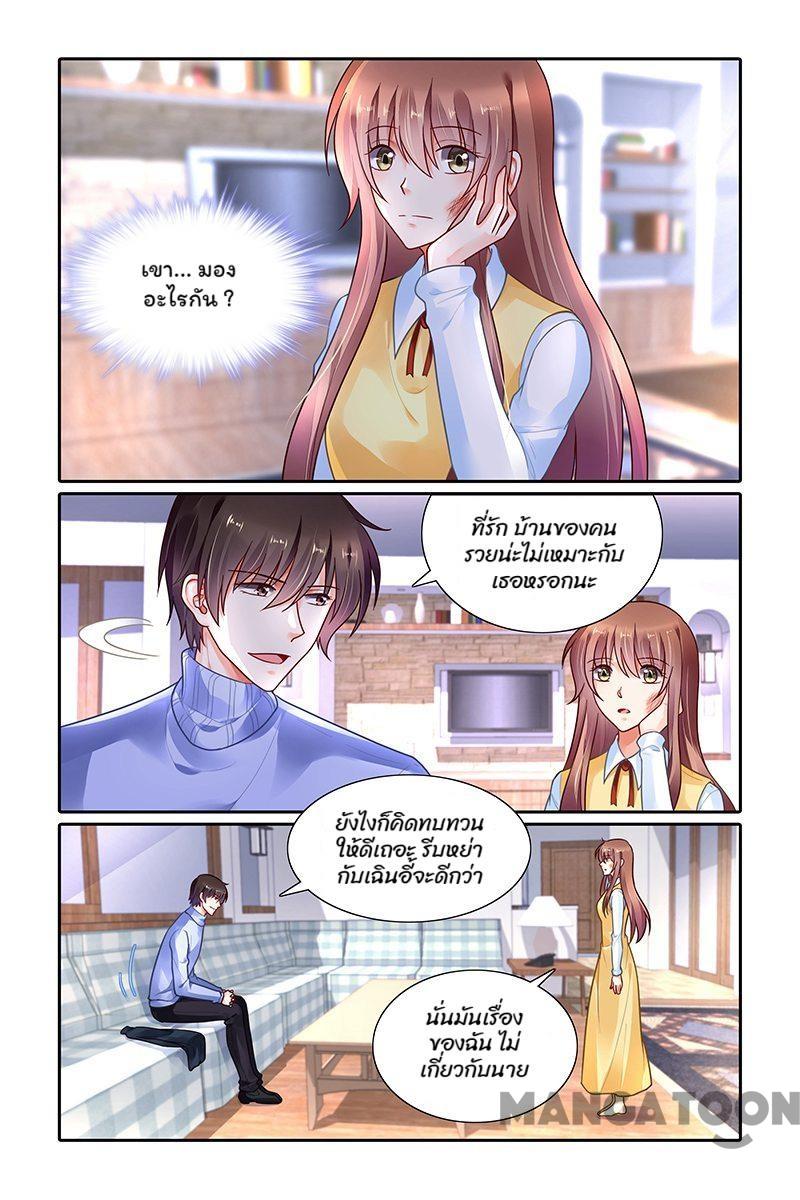 เขา... มอง
อะไรกัน ?
ที่รัก บ้านของคน
รวยน่ะไม่เหมาะกับ
เธอหรอกนะ
ยังไงก็คิดทบทวน
ให้ดีเถอะ รีบหย่า
กับเฉินอี้จะดีกว่า
นั่นมันเรื่อง
ของฉัน ไม่
เกี่ยวกับนาย
MANGATOON